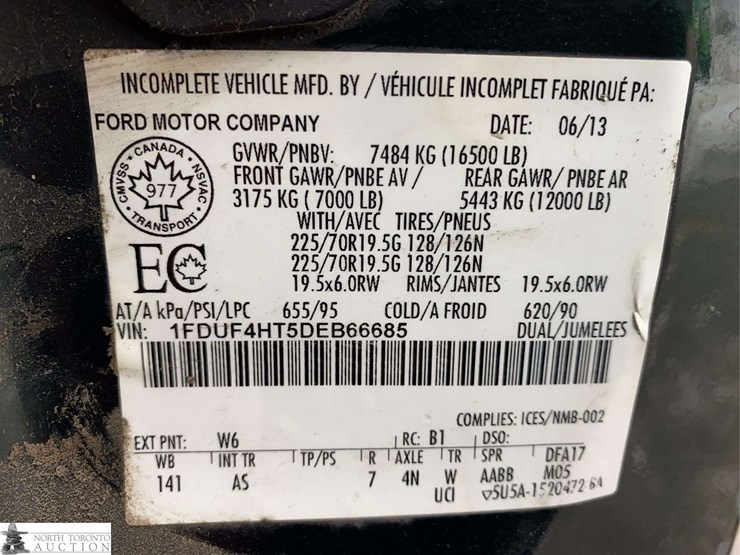 INCOMPLETE VEHICLE MFD. BY / VÉHICULE INCOMPLET FABRIQUÉ PA:
FORD MOTOR COMPANY DATE: 06/13
CANADA
CMVSS NSVAC
977
TRANSPORT
GVWR/PNBV: 7484 KG (16500 LB)
FRONT GAWR/PNBE AV / REAR GAWR/ PNBE AR
3175 KG ( 7000 LB) 5443 KG (12000 LB)
WITH/AVEC TIRES/PNEUS
225/70R19.5G 128/126N
225/70R19.5G 128/126N
EC
19.5x6.0RW RIMS/JANTES 19.5x6.0RW
AT/A kPa/PSI/LPC 655/95 COLD/A FROID 620/90
VIN: 1FDUF4HT5DEB66685 DUAL/JUMELEES
COMPLIES: ICES/NMB-002
EXT PNT: W6 RC: B1 DSO:
WB INT TR TP/PS R AXLE TR SPR DFA17
141 AS 7 4N W AABB M05
UCI ▽5U5A-1520472-BA
NORTH TORONTO
AUCTION